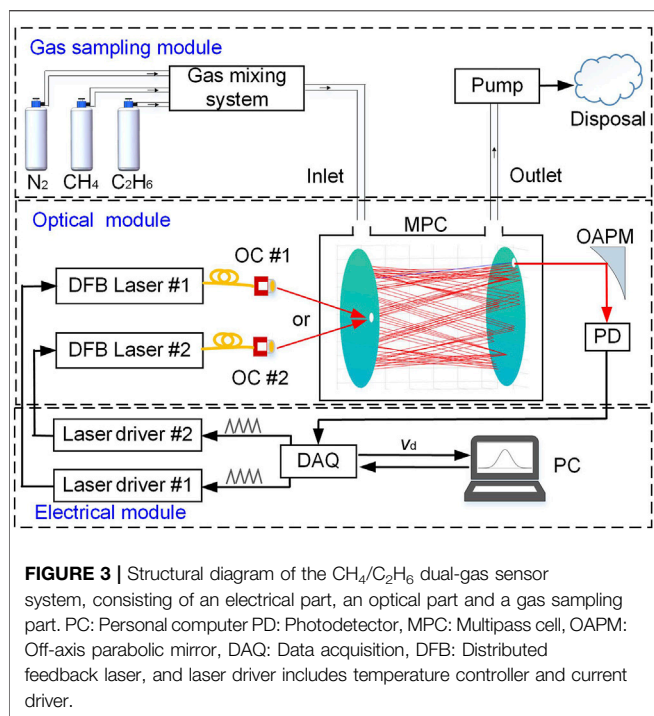 Gas sampling module
Gas mixing
system
Pump
Disposal
N₂ CH₄ C₂H₆
Inlet
Outlet
Optical module
MPC
OAPM
OC #1
DFB Laser #1
or
DFB Laser #2
OC #2
PD
Laser driver #2
DAQ
vd
PC
Laser driver #1
Electrical module
FIGURE 3 | Structural diagram of the CH₄/C₂H₆ dual-gas sensor
system, consisting of an electrical part, an optical part and a gas sampling
part. PC: Personal computer PD: Photodetector, MPC: Multipass cell, OAPM:
Off-axis parabolic mirror, DAQ: Data acquisition, DFB: Distributed
feedback laser, and laser driver includes temperature controller and current
driver.